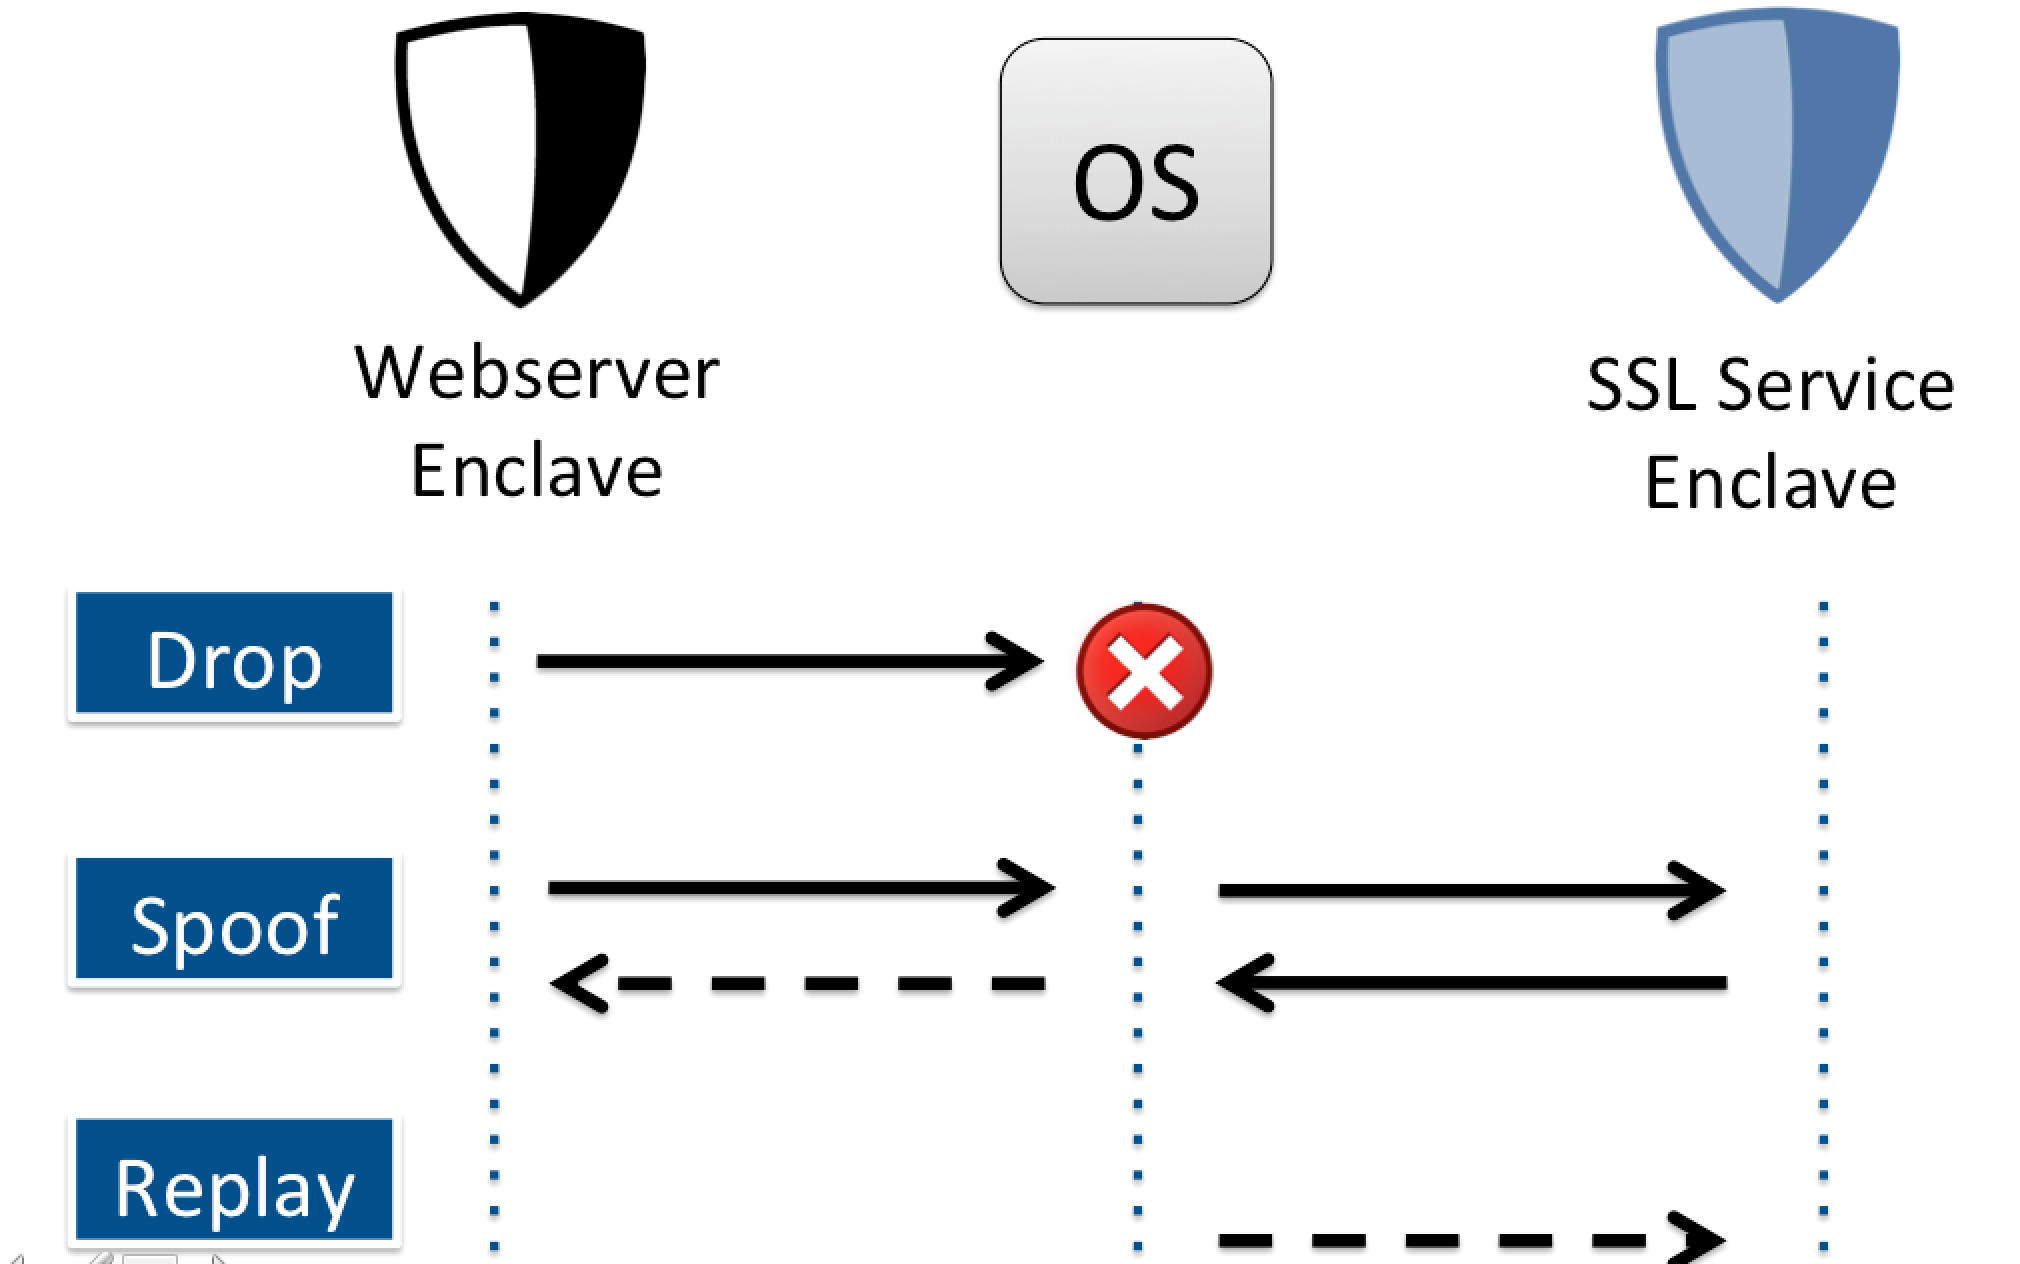 OS
Webserver
Enclave
SSL Service
Enclave
Drop
Spoof
Replay